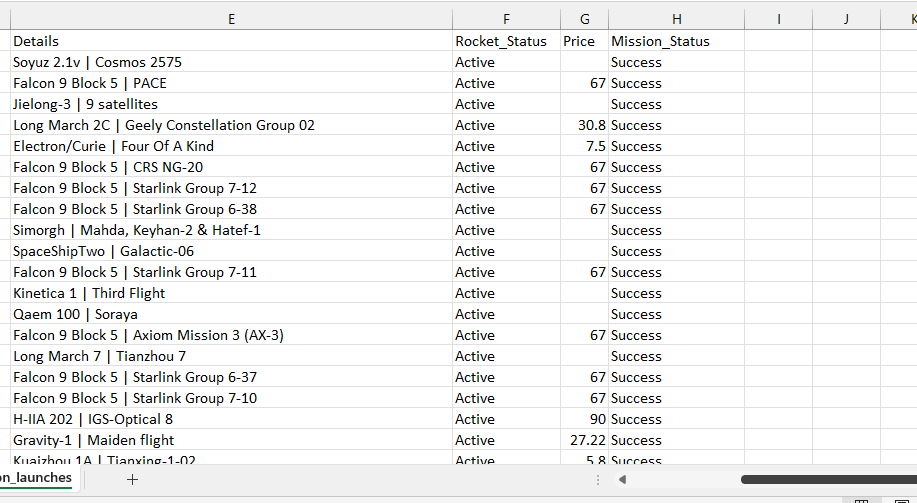 E F G H I J K
Details Rocket_Status Price Mission_Status
Soyuz 2.1v | Cosmos 2575 Active Success
Falcon 9 Block 5 | PACE Active 67 Success
Jielong-3 | 9 satellites Active Success
Long March 2C | Geely Constellation Group 02 Active 30.8 Success
Electron/Curie | Four Of A Kind Active 7.5 Success
Falcon 9 Block 5 | CRS NG-20 Active 67 Success
Falcon 9 Block 5 | Starlink Group 7-12 Active 67 Success
Falcon 9 Block 5 | Starlink Group 6-38 Active 67 Success
Simorgh | Mahda, Keyhan-2 & Hatef-1 Active Success
SpaceShipTwo | Galactic-06 Active Success
Falcon 9 Block 5 | Starlink Group 7-11 Active 67 Success
Kinetica 1 | Third Flight Active Success
Qaem 100 | Soraya Active Success
Falcon 9 Block 5 | Axiom Mission 3 (AX-3) Active 67 Success
Long March 7 | Tianzhou 7 Active Success
Falcon 9 Block 5 | Starlink Group 6-37 Active 67 Success
Falcon 9 Block 5 | Starlink Group 7-10 Active 67 Success
H-IIA 202 | IGS-Optical 8 Active 90 Success
Gravity-1 | Maiden flight Active 27.22 Success
Kuaizhou 1A | Tianxing-1-02 Active 5.8 Success
on_launches